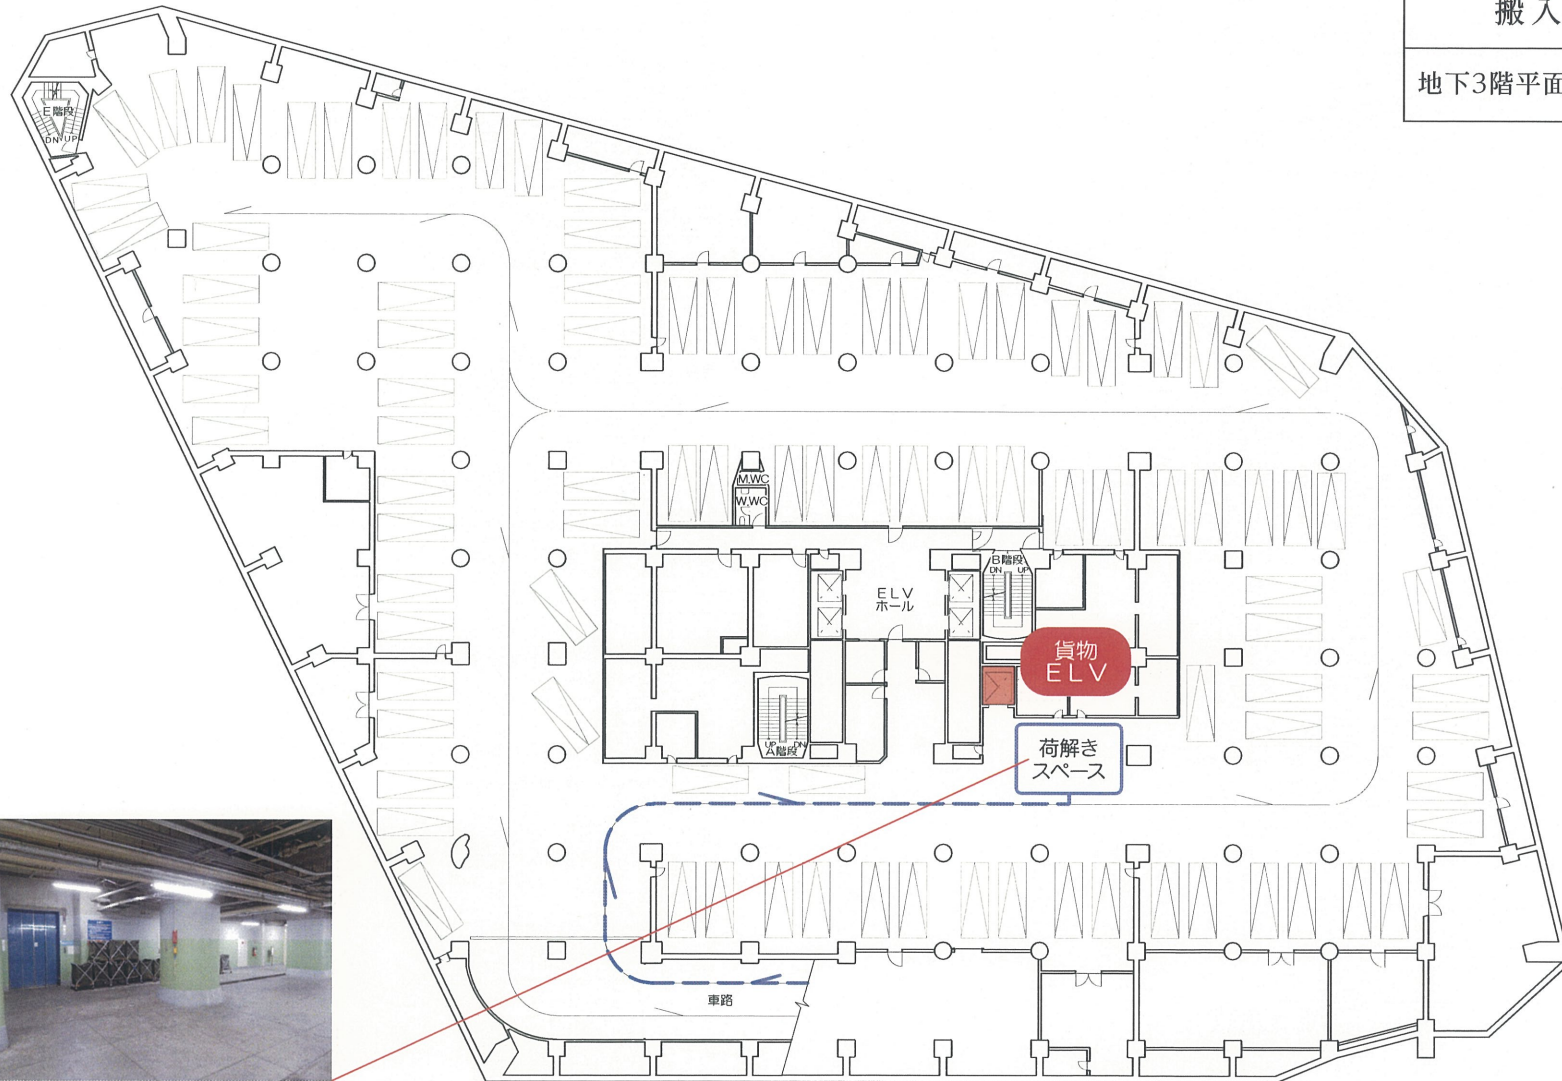 搬入
地下3階平面
E階段
DN UP
M.WC
W.WC
ELV
ホール
B階段
DN UP
貨物
ELV
UP DN
A階段
荷解き
スペース
車路